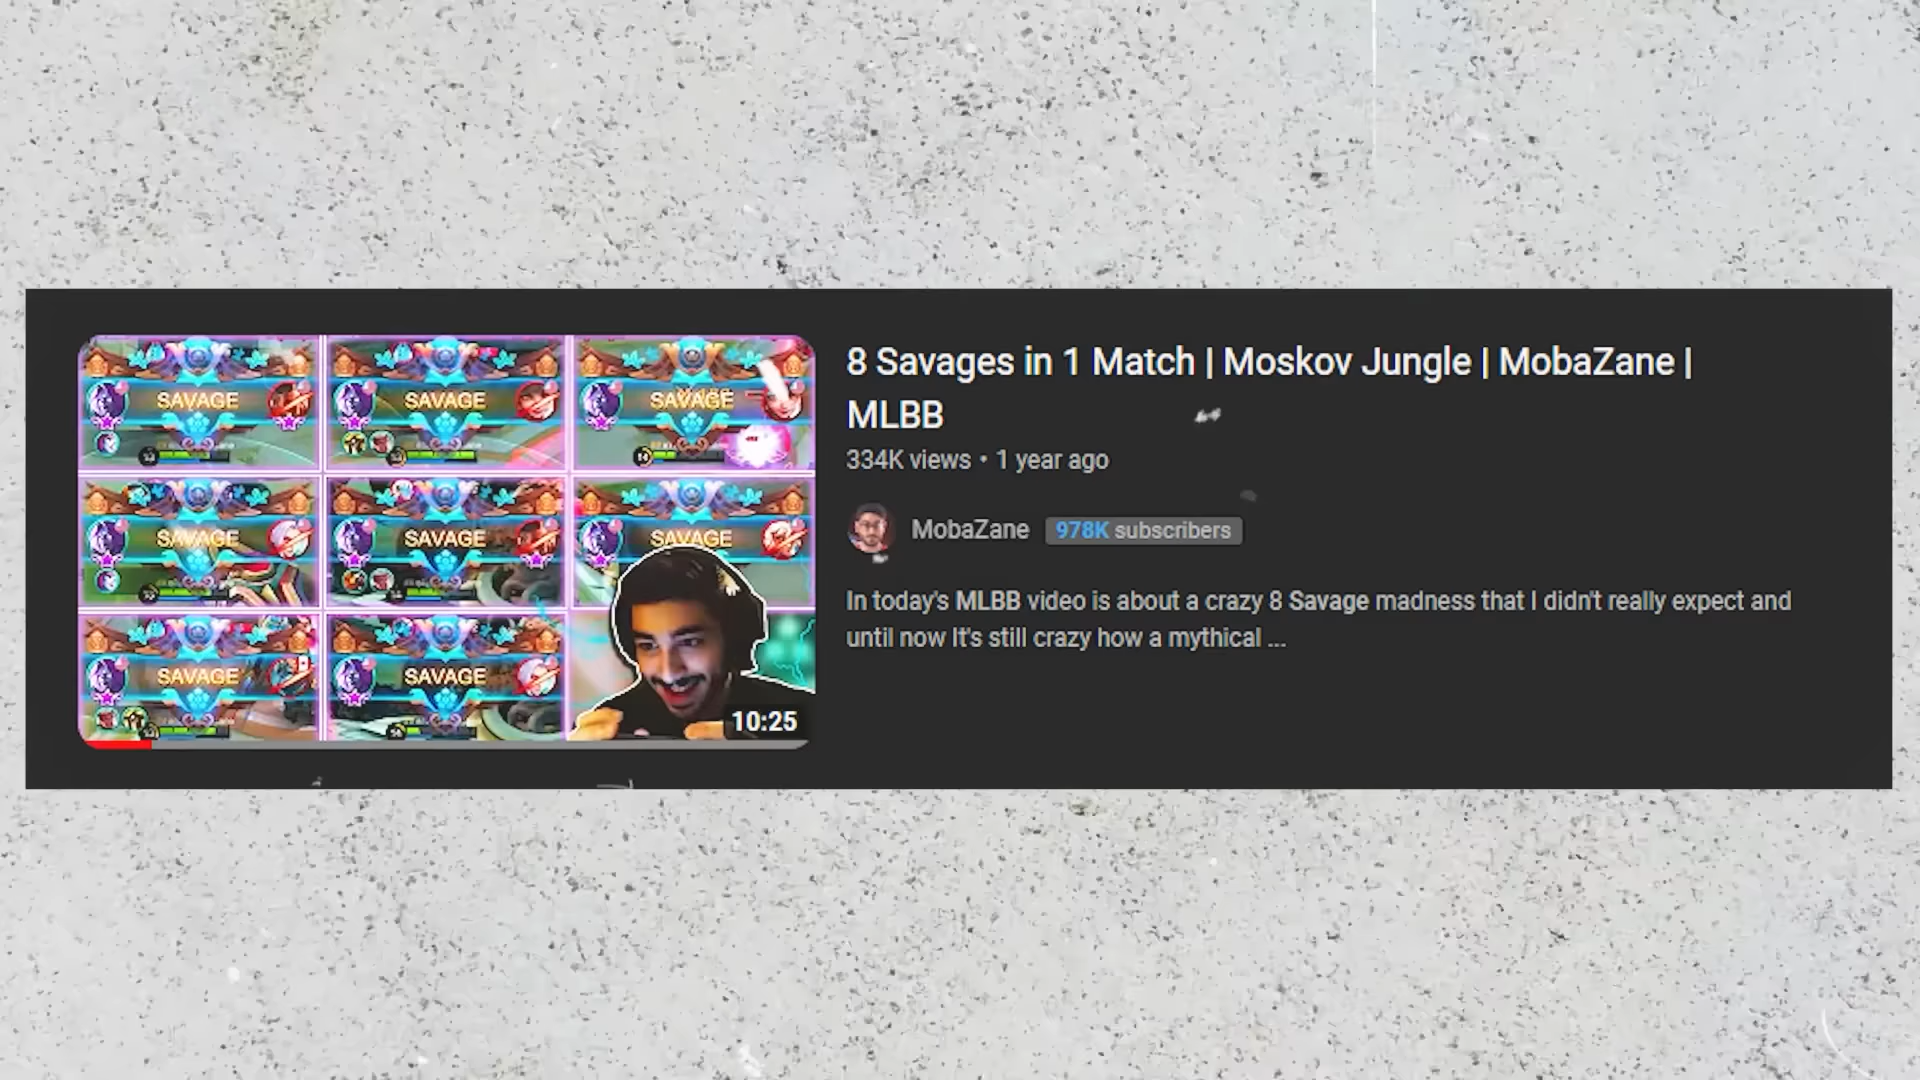 SAVAGE SAVAGE SAVAGE
SAVAGE SAVAGE SAVAGE
SAVAGE SAVAGE
10:25
8 Savages in 1 Match | Moskov Jungle | MobaZane |
MLBB
334K views • 1 year ago
MobaZane 978K subscribers
In today's MLBB video is about a crazy 8 Savage madness that I didn't really expect and
until now It's still crazy how a mythical ...